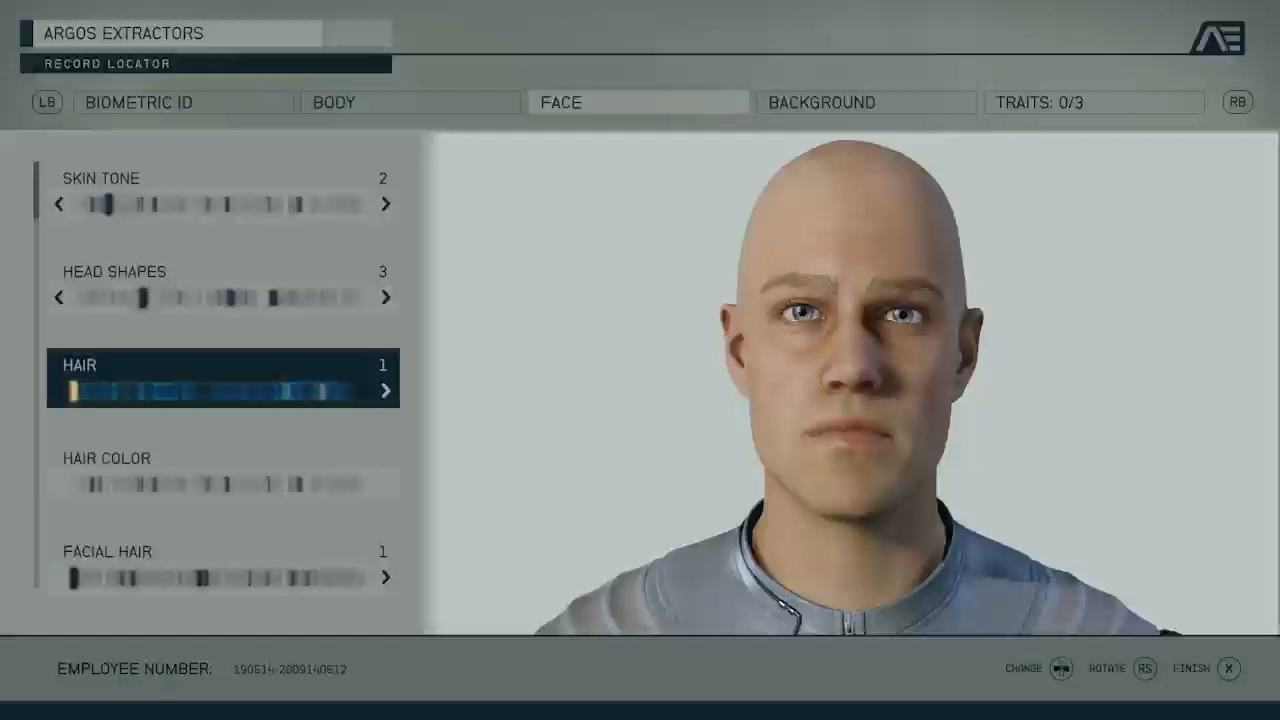 ARGOS EXTRACTORS
RECORD LOCATOR
LB BIOMETRIC ID BODY FACE BACKGROUND TRAITS: 0/3 RB
SKIN TONE 2
HEAD SHAPES 3
HAIR 1
HAIR COLOR
FACIAL HAIR 1
EMPLOYEE NUMBER: 190514-2009140512 CHANGE ROTATE RS FINISH X